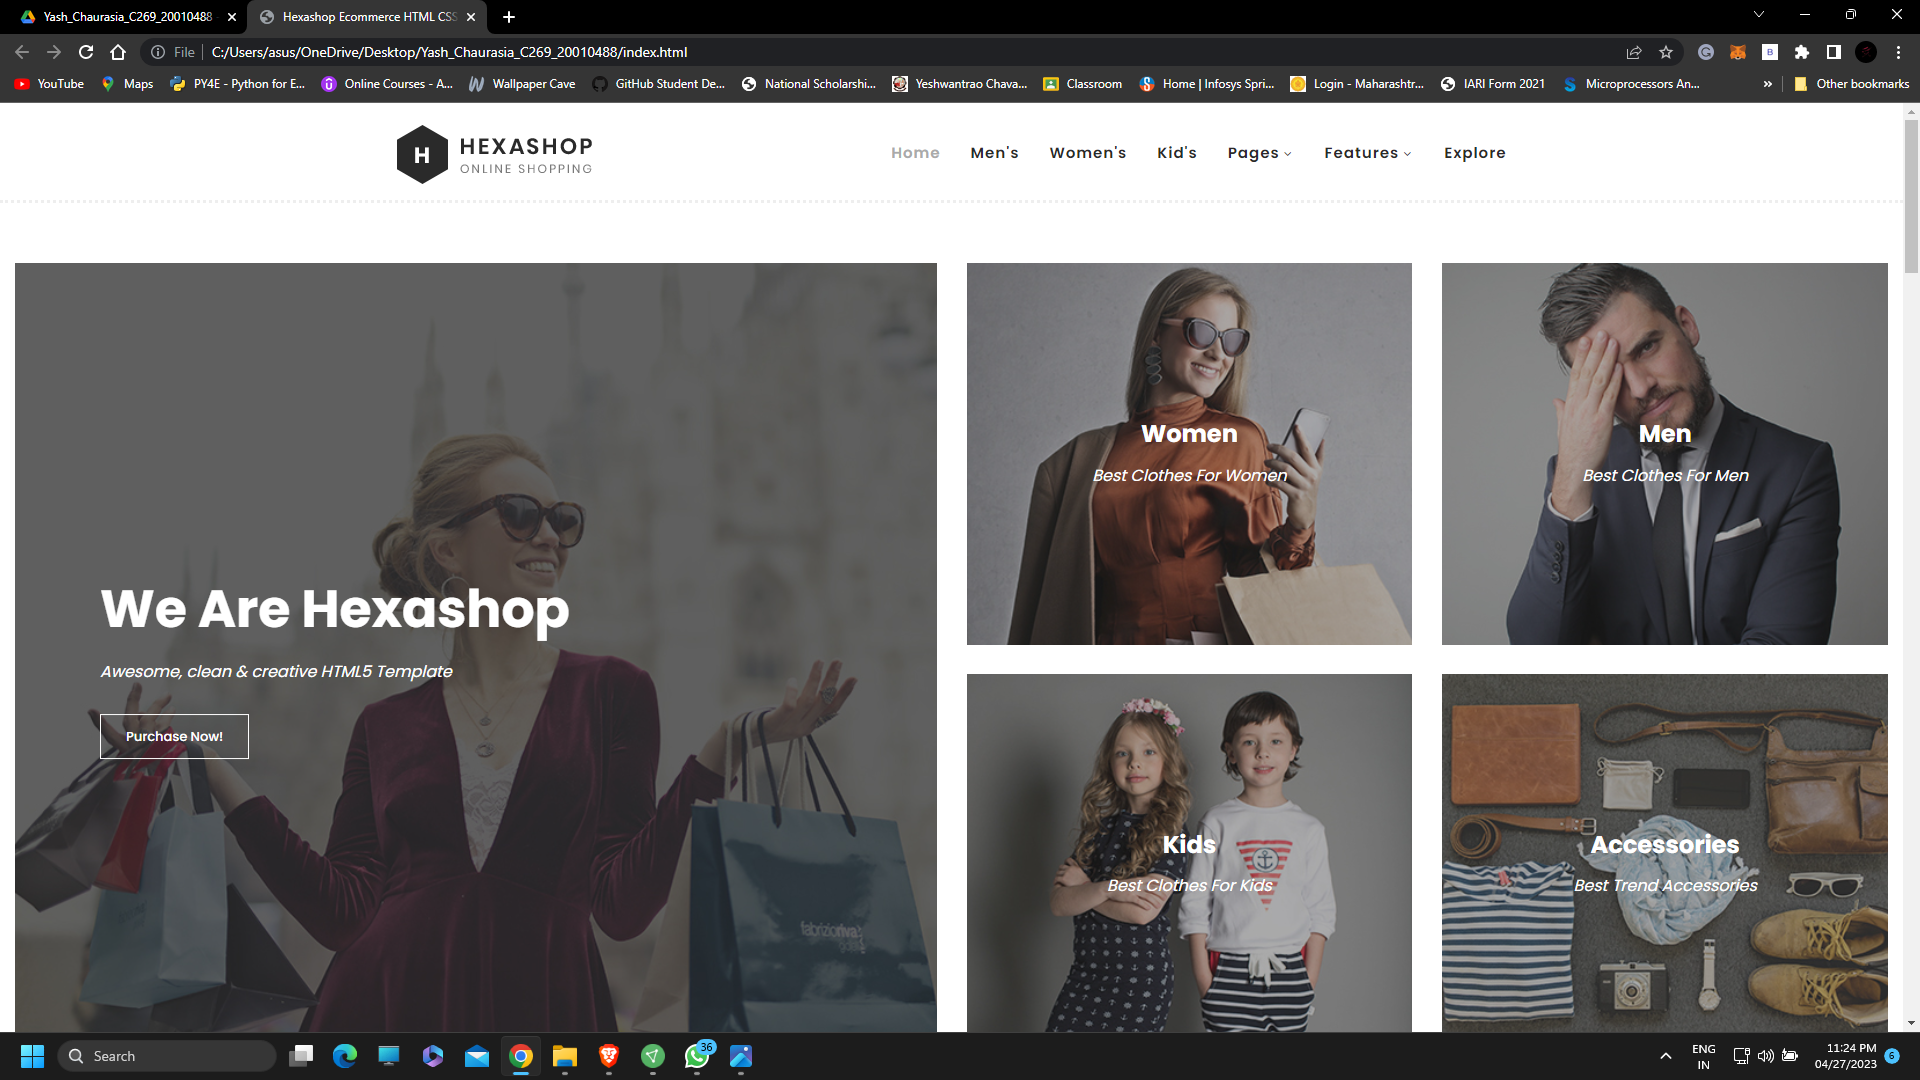 Yash_Chaurasia_C269_20010488
Hexashop Ecommerce HTML CSS
File
C:/Users/asus/OneDrive/Desktop/Yash_Chaurasia_C269_20010488/index.html
YouTube
Maps
PY4E - Python for E...
Online Courses - A...
Wallpaper Cave
GitHub Student De...
National Scholarshi...
Yeshwantrao Chava...
Classroom
Home | Infosys Spri...
Login - Maharashtr...
IARI Form 2021
Microprocessors An...
»
Other bookmarks
H
HEXASHOP
ONLINE SHOPPING
Home
Men's
Women's
Kid's
Pages
Features
Explore
We Are Hexashop
Awesome, clean & creative HTML5 Template
Purchase Now!
fabrizioriva
Women
Best Clothes For Women
Men
Best Clothes For Men
Kids
Best Clothes For Kids
Accessories
Best Trend Accessories
Search
36
ENG
IN
11:24 PM
04/27/2023
6